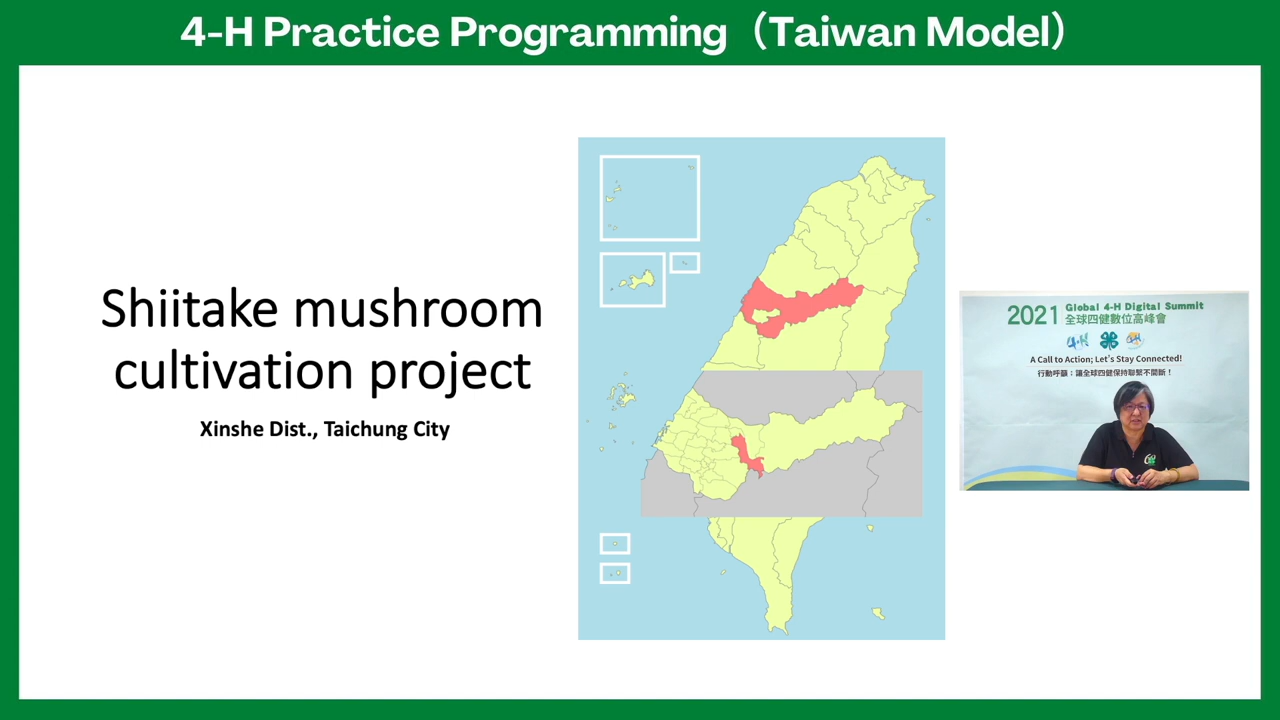 4-H Practice Programming（Taiwan Model）
Shiitake mushroom
cultivation project
Xinshe Dist., Taichung City
2021 Global 4-H Digital Summit
全球四健數位高峰會
A Call to Action; Let's Stay Connected!
行動呼籲；讓全球四健保持聯繫不間斷！